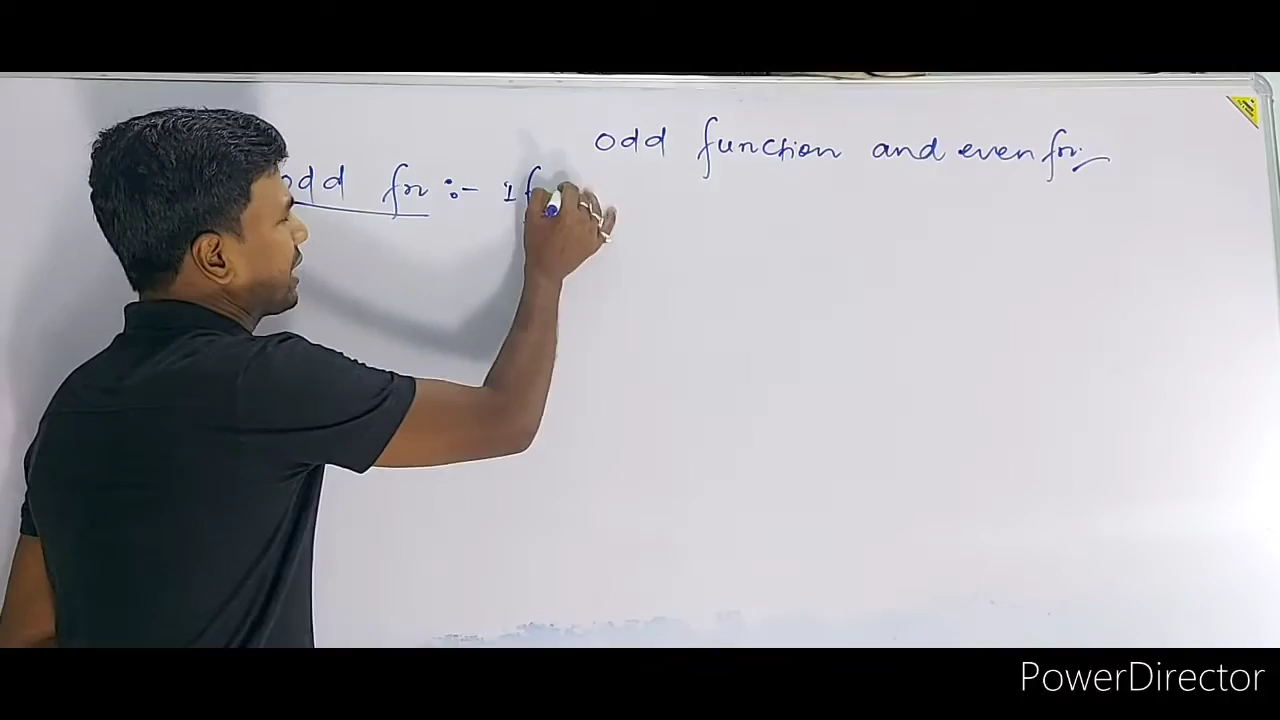 odd function and even fn.
odd fn :- If
PowerDirector